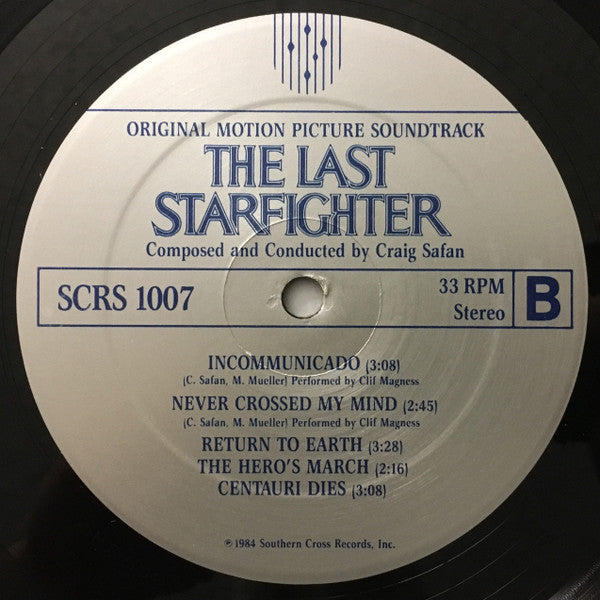 ORIGINAL MOTION PICTURE SOUNDTRACK
THE LAST
STARFIGHTER
Composed and Conducted by Craig Safan
SCRS 1007
33 RPM
Stereo
B
INCOMMUNICADO (3:08)
(C. Safan, M. Mueller) Performed by Clif Magness
NEVER CROSSED MY MIND (2:45)
(C. Safan, M. Mueller) Performed by Clif Magness
RETURN TO EARTH (3:28)
THE HERO'S MARCH (2:16)
CENTAURI DIES (3:08)
℗ 1984 Southern Cross Records, Inc.